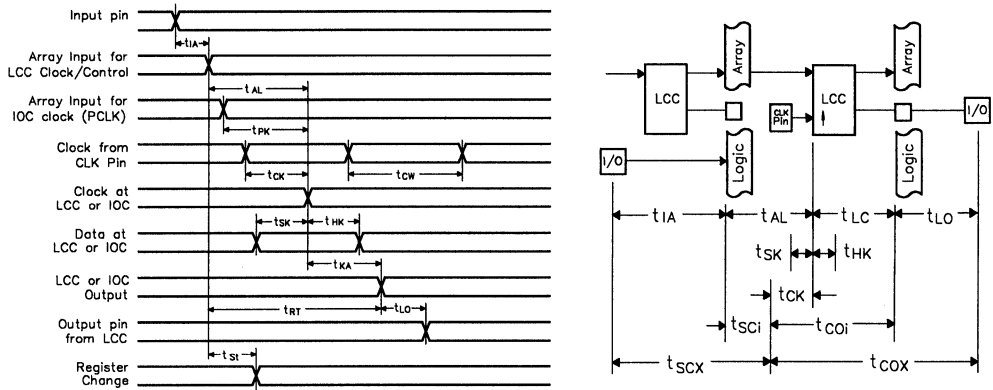 Input pin
tIA
Array Input for
LCC Clock/Control
tAL
Array Input for
IOC clock (PCLK)
tPK
Clock from
CLK Pin
tCK
tCW
Clock at
LCC or IOC
tSK
tHK
Data at
LCC or IOC
tKA
LCC or IOC
Output
tRT
tLO
Output pin
from LCC
tSt
Register
Change
Array
Array
LCC
LCC
CLK
Pin
I/O
I/O
Logic
Logic
tIA
tAL
tLC
tLO
tSK
tHK
tCK
tSCi
tCOi
tSCX
tCOX